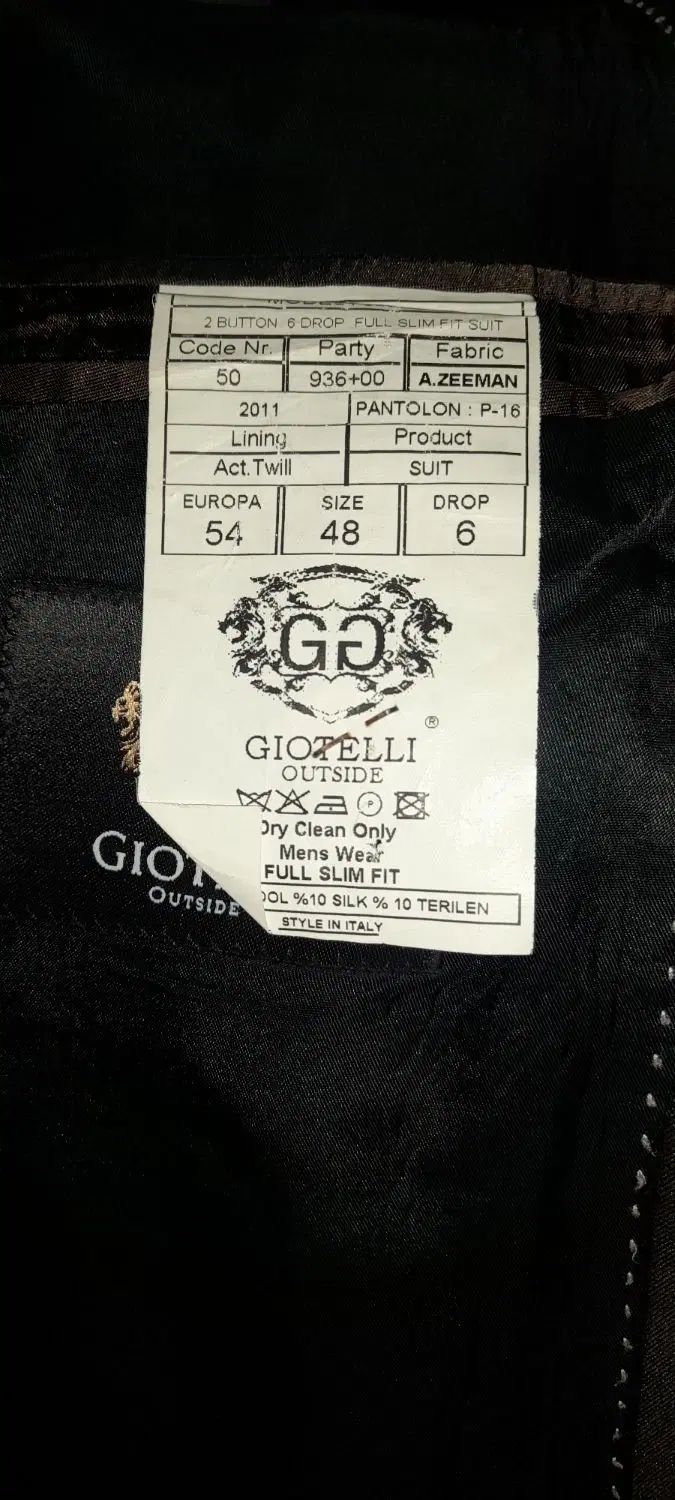 2 BUTTON 6 DROP FULL SLIM FIT SUIT
Code Nr. Party Fabric
50 936+00 A.ZEEMAN
2011 PANTOLON : P-16
Lining Product
Act.Twill SUIT
EUROPA SIZE DROP
54 48 6
GG
®
GIOTELLI
OUTSIDE
P
Dry Clean Only
Mens Wear
FULL SLIM FIT
%10 SILK % 10 TERILEN
STYLE IN ITALY
GIOT
OUTSIDE